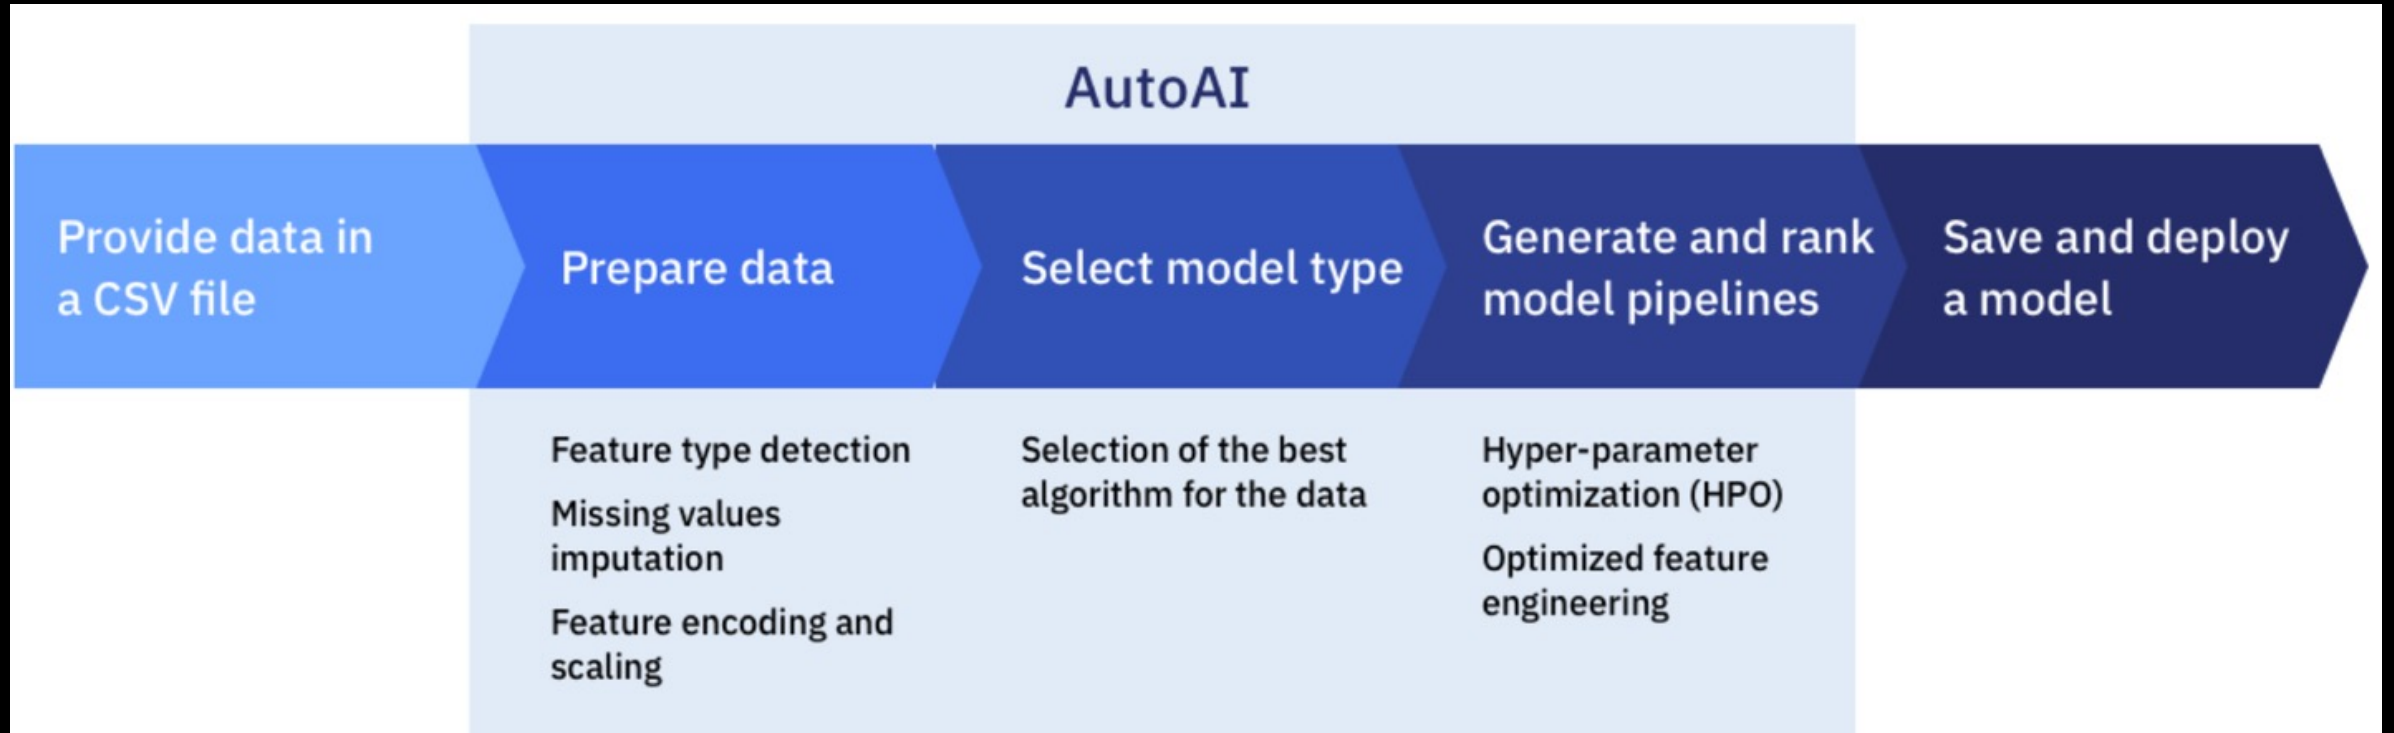 AutoAI
Provide data in
a CSV file
Prepare data
Select model type
Generate and rank
model pipelines
Save and deploy
a model
Feature type detection
Missing values
imputation
Feature encoding and
scaling
Selection of the best
algorithm for the data
Hyper-parameter
optimization (HPO)
Optimized feature
engineering